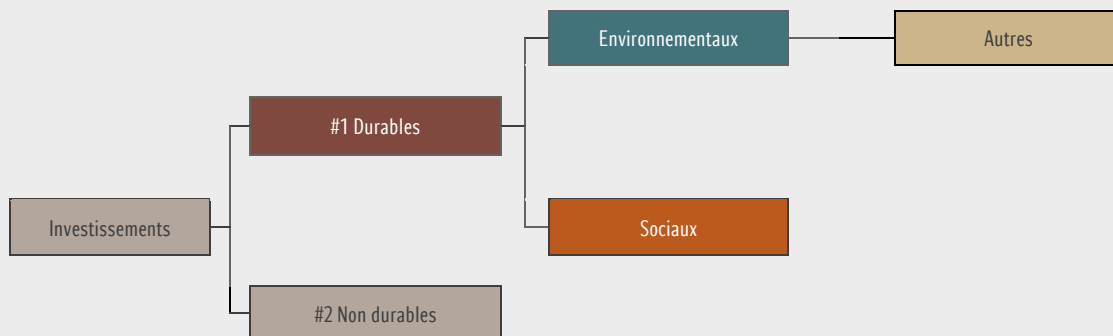 Environnementaux
Autres
#1 Durables
Investissements
Sociaux
#2 Non durables